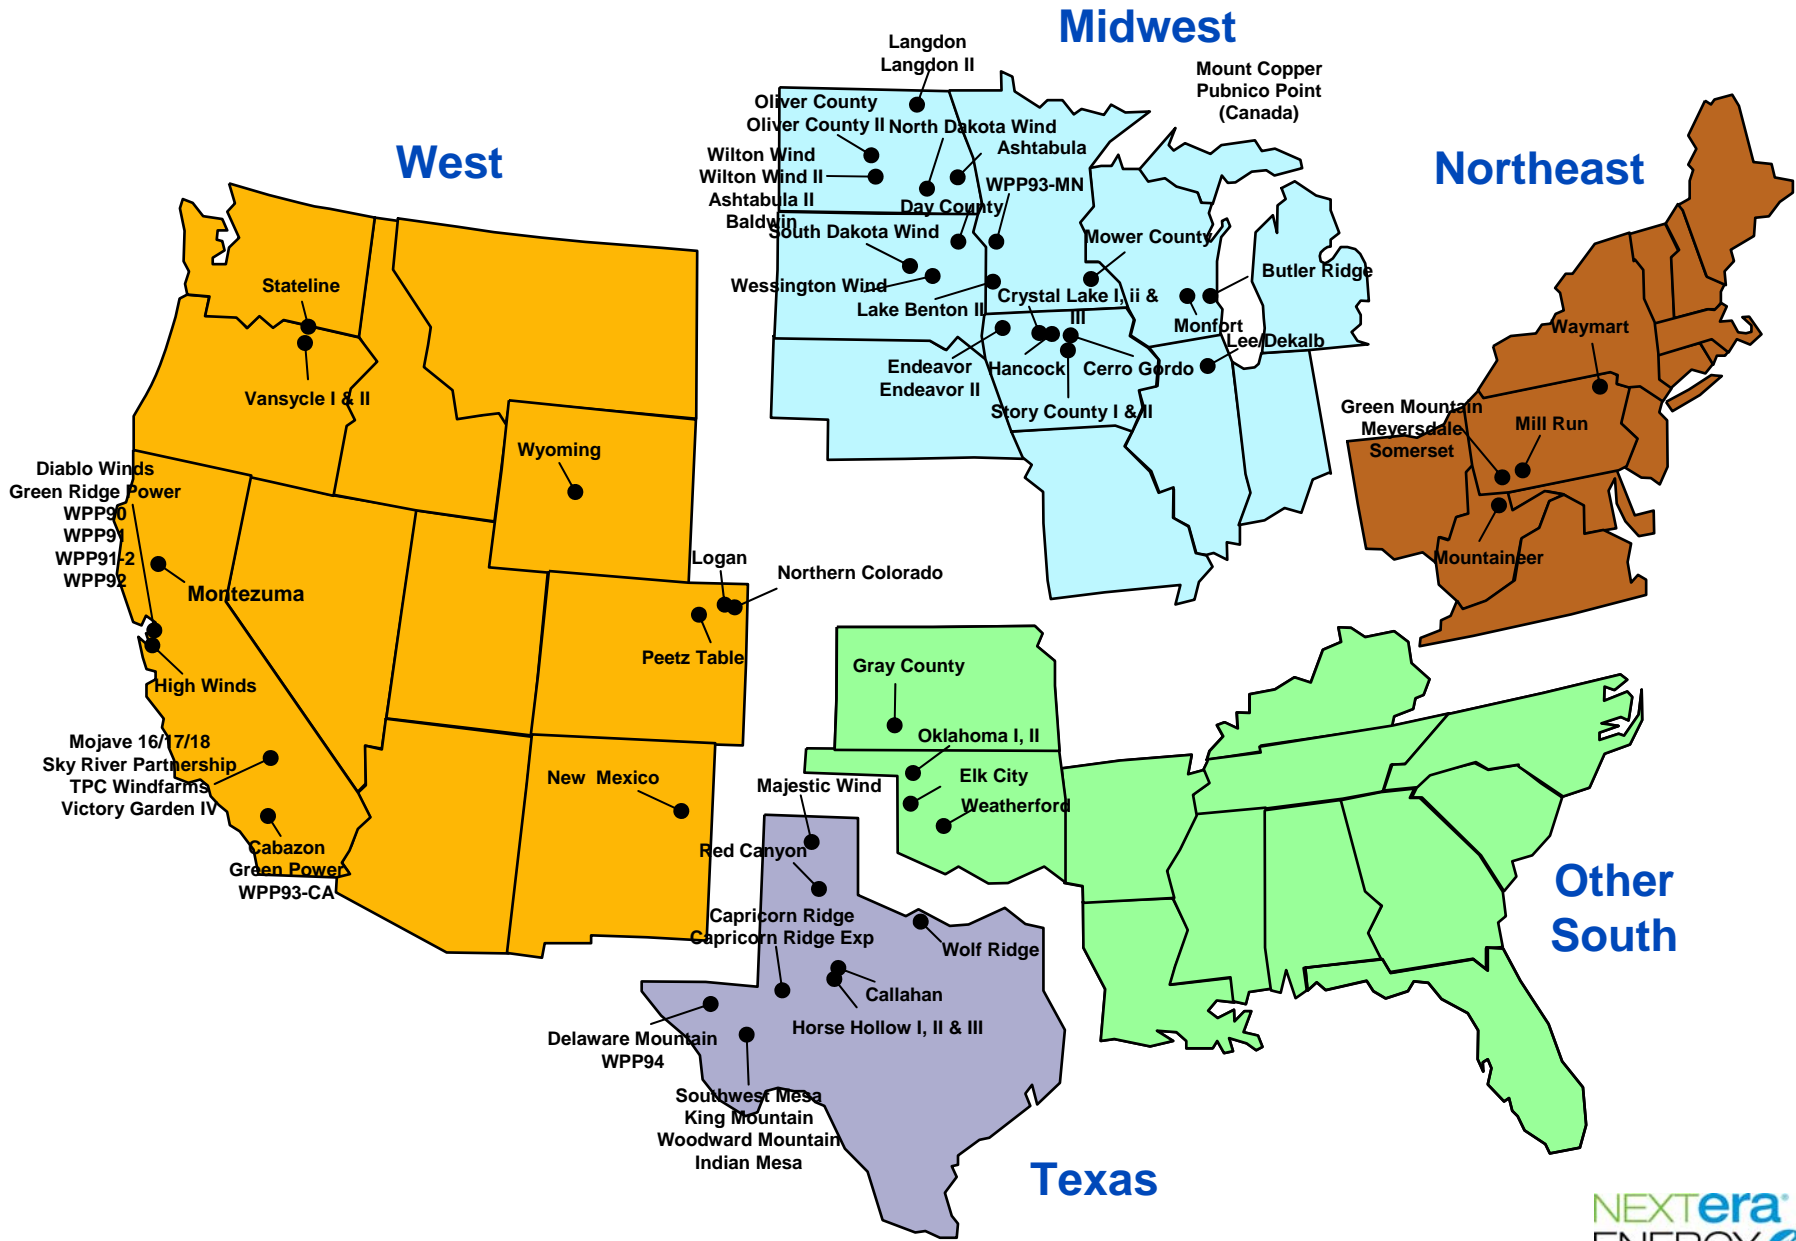 Midwest
Langdon
Langdon II
Mount Copper
Pubnico Point
(Canada)
Oliver County
Oliver County II
North Dakota Wind
Ashtabula
Wilton Wind
Wilton Wind II
Ashtabula II
Baldwin
WPP93-MN
Day County
South Dakota Wind
Mower County
Wessington Wind
Butler Ridge
Lake Benton II
Crystal Lake I, ii &
III
Monfort
Lee/Dekalb
Endeavor
Endeavor II
Hancock
Cerro Gordo
Story County I & II
West
Stateline
Vansycle I & II
Wyoming
Diablo Winds
Green Ridge Power
WPP90
WPP91
WPP91-2
WPP92
Montezuma
Logan
Northern Colorado
Peetz Table
High Winds
Mojave 16/17/18
Sky River Partnership
TPC Windfarms
Victory Garden IV
New Mexico
Cabazon
Green Power
WPP93-CA
Northeast
Waymart
Green Mountain
Meyersdale
Somerset
Mill Run
Mountaineer
Gray County
Oklahoma I, II
Elk City
Weatherford
Other
South
Majestic Wind
Red Canyon
Capricorn Ridge
Capricorn Ridge Exp
Wolf Ridge
Callahan
Horse Hollow I, II & III
Delaware Mountain
WPP94
Southwest Mesa
King Mountain
Woodward Mountain
Indian Mesa
Texas
NEXTera®
ENERGY